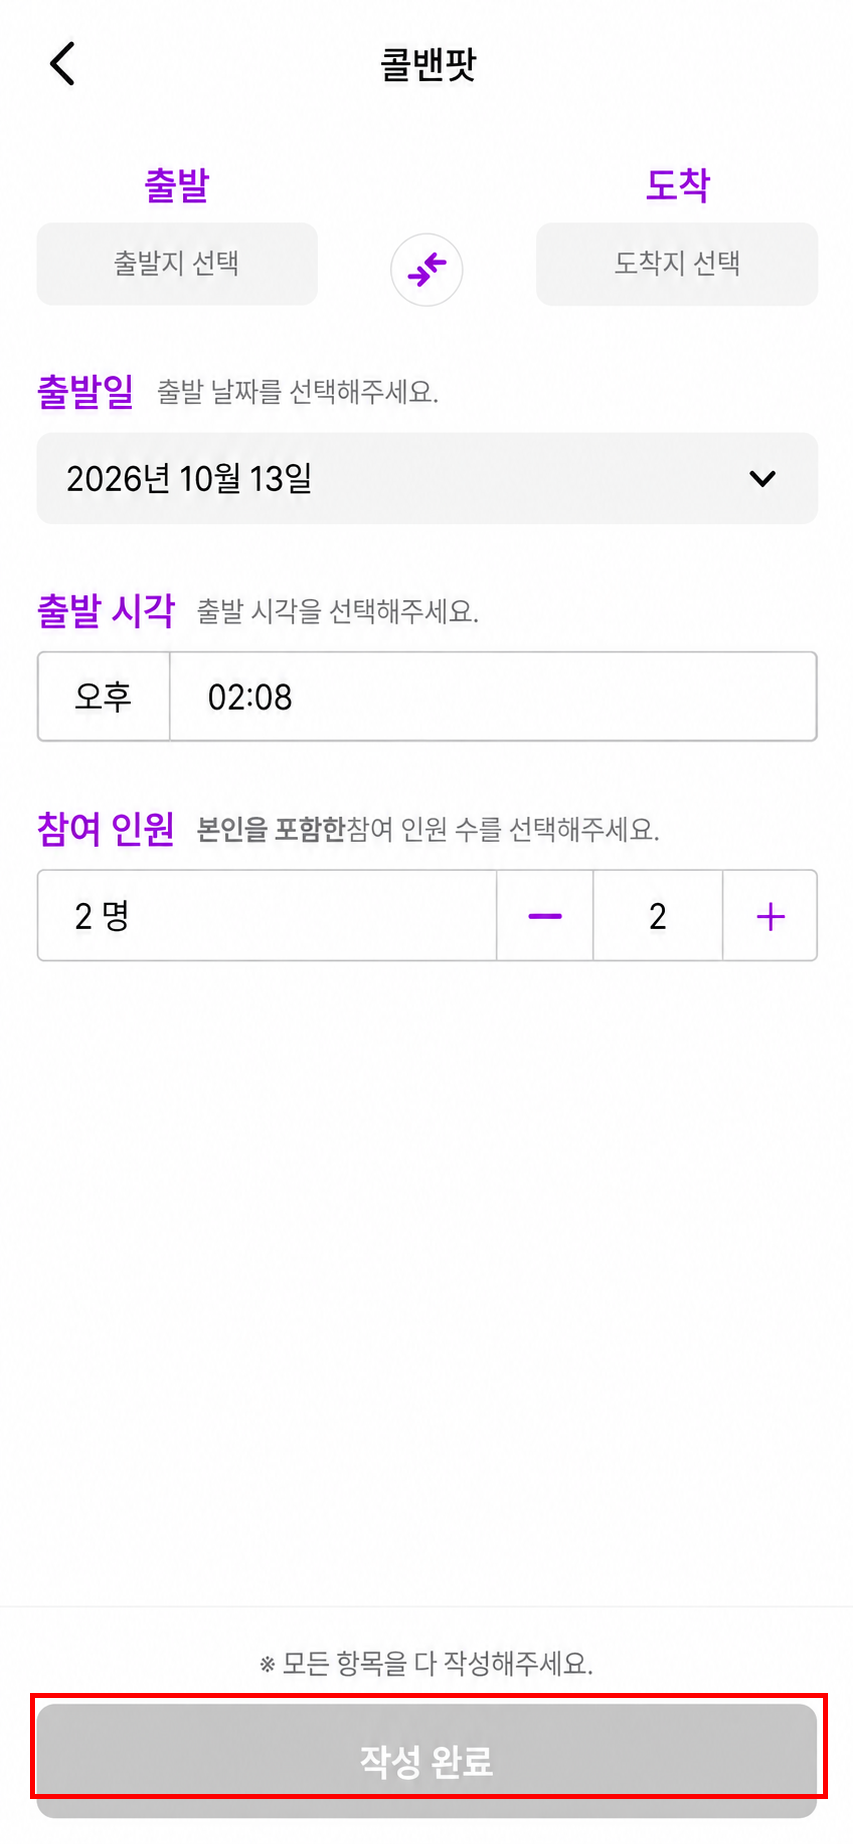 콜밴팟
출발 도착
출발지 선택 도착지 선택
출발일 출발 날짜를 선택해주세요.
2026년 10월 13일
출발 시각 출발 시각을 선택해주세요.
오후 02:08
참여 인원 본인을 포함한참여 인원 수를 선택해주세요.
2 명 2
※ 모든 항목을 다 작성해주세요.
작성 완료